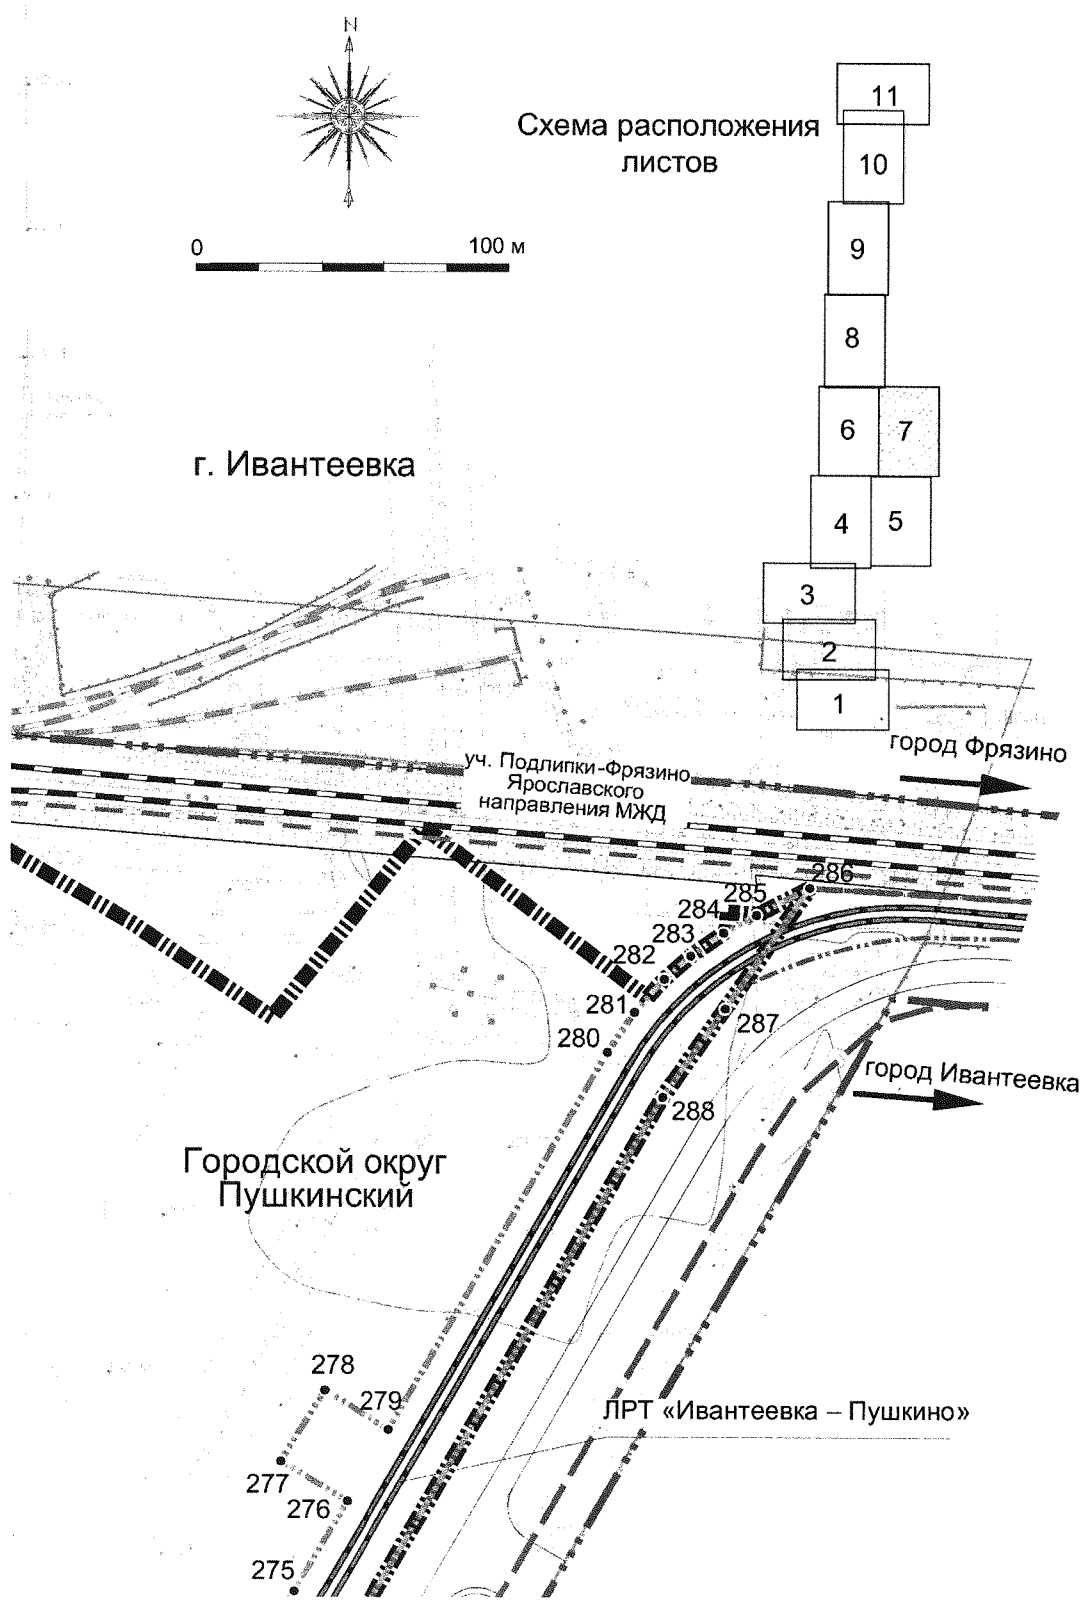 N
0
100 м
Схема расположения
листов
11
10
9
8
6
7
4
5
3
2
1
г. Ивантеевка
город Фрязино
уч. Подлипки-Фрязино
Ярославского
направления МЖД
286
285
284
283
282
281
280
287
288
город Ивантеевка
Городской округ
Пушкинский
278
279
277
276
275
ЛРТ «Ивантеевка – Пушкино»